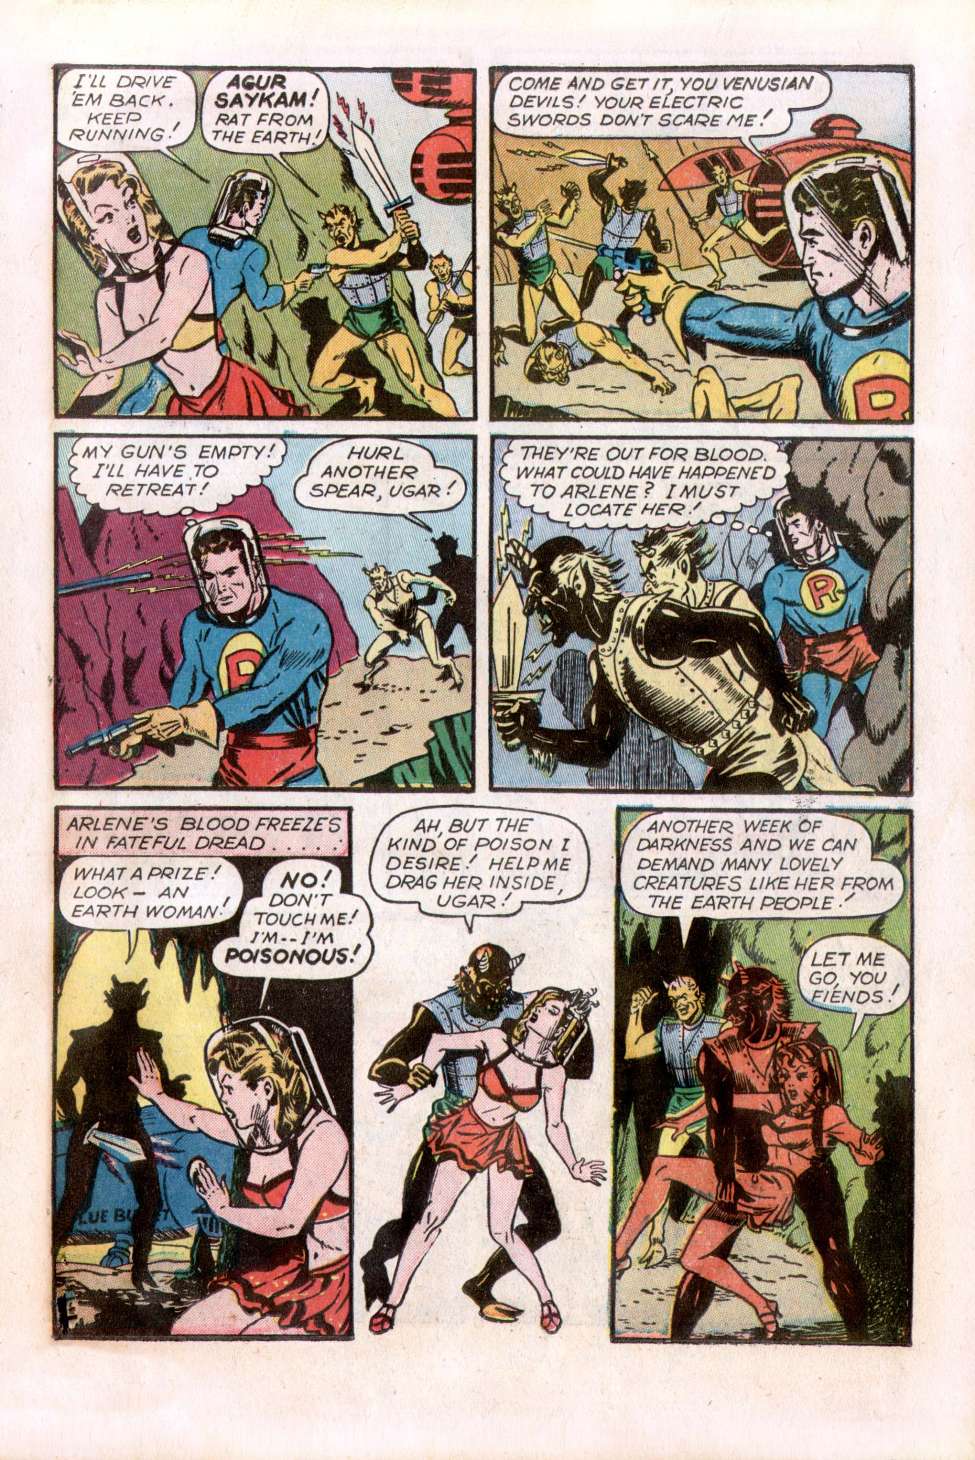 I'LL DRIVE
'EM BACK.
KEEP
RUNNING!
AGUR
SAYKAM!
RAT FROM
THE EARTH!
COME AND GET IT, YOU VENUSIAN
DEVILS! YOUR ELECTRIC
SWORDS DON'T SCARE ME!
R
MY GUN'S EMPTY!
I'LL HAVE TO
RETREAT!
HURL
ANOTHER
SPEAR, UGAR!
R
THEY'RE OUT FOR BLOOD.
WHAT COULD HAVE HAPPENED
TO ARLENE? I MUST
LOCATE HER!
R
ARLENE'S BLOOD FREEZES
IN FATEFUL DREAD.....
WHAT A PRIZE!
LOOK - AN
EARTH WOMAN!
NO!
DON'T
TOUCH ME!
I'M--I'M
POISONOUS!
LUE BU ET
AH, BUT THE
KIND OF POISON I
DESIRE! HELP ME
DRAG HER INSIDE,
UGAR!
ANOTHER WEEK OF
DARKNESS AND WE CAN
DEMAND MANY LOVELY
CREATURES LIKE HER FROM
THE EARTH PEOPLE!
LET ME
GO, YOU
FIENDS!